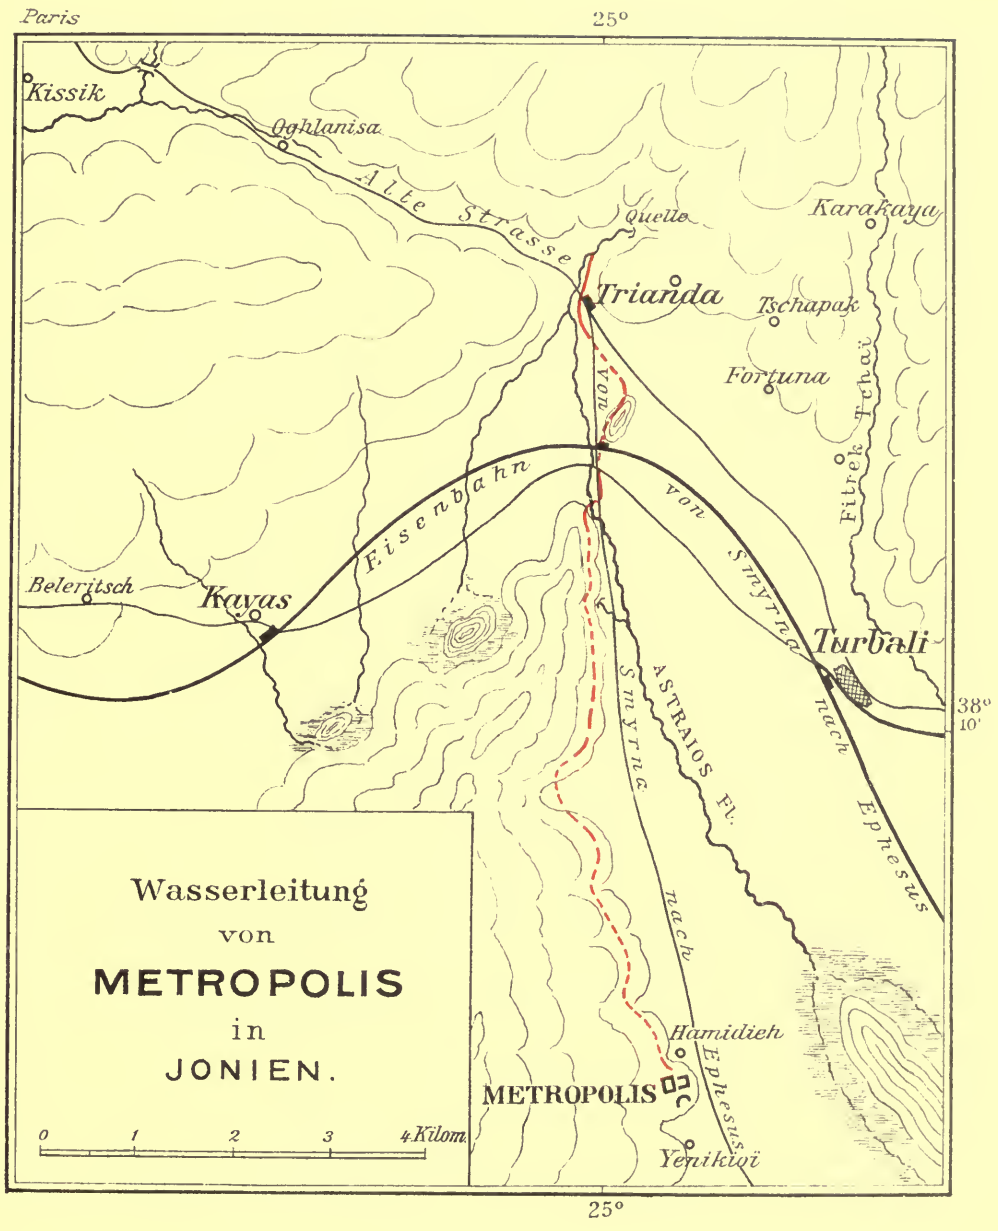 Paris
25°
Kissik
Oghlanisa
Alte Strasse
Quelle
Karakaya
Trianda
Tschapak
Fortuna
Fitrek Tchaï
von
Eisenbahn von Smyrna nach Ephesus
Beleritsch
Kayas
Turbali
38°
10'
Smyrna nach Ephesus
ASTRAIOS Fl.
Wasserleitung
von
METROPOLIS
in
JONIEN.
0 1 2 3 4 Kilom.
Hamidieh
METROPOLIS
Yenikioï
25°